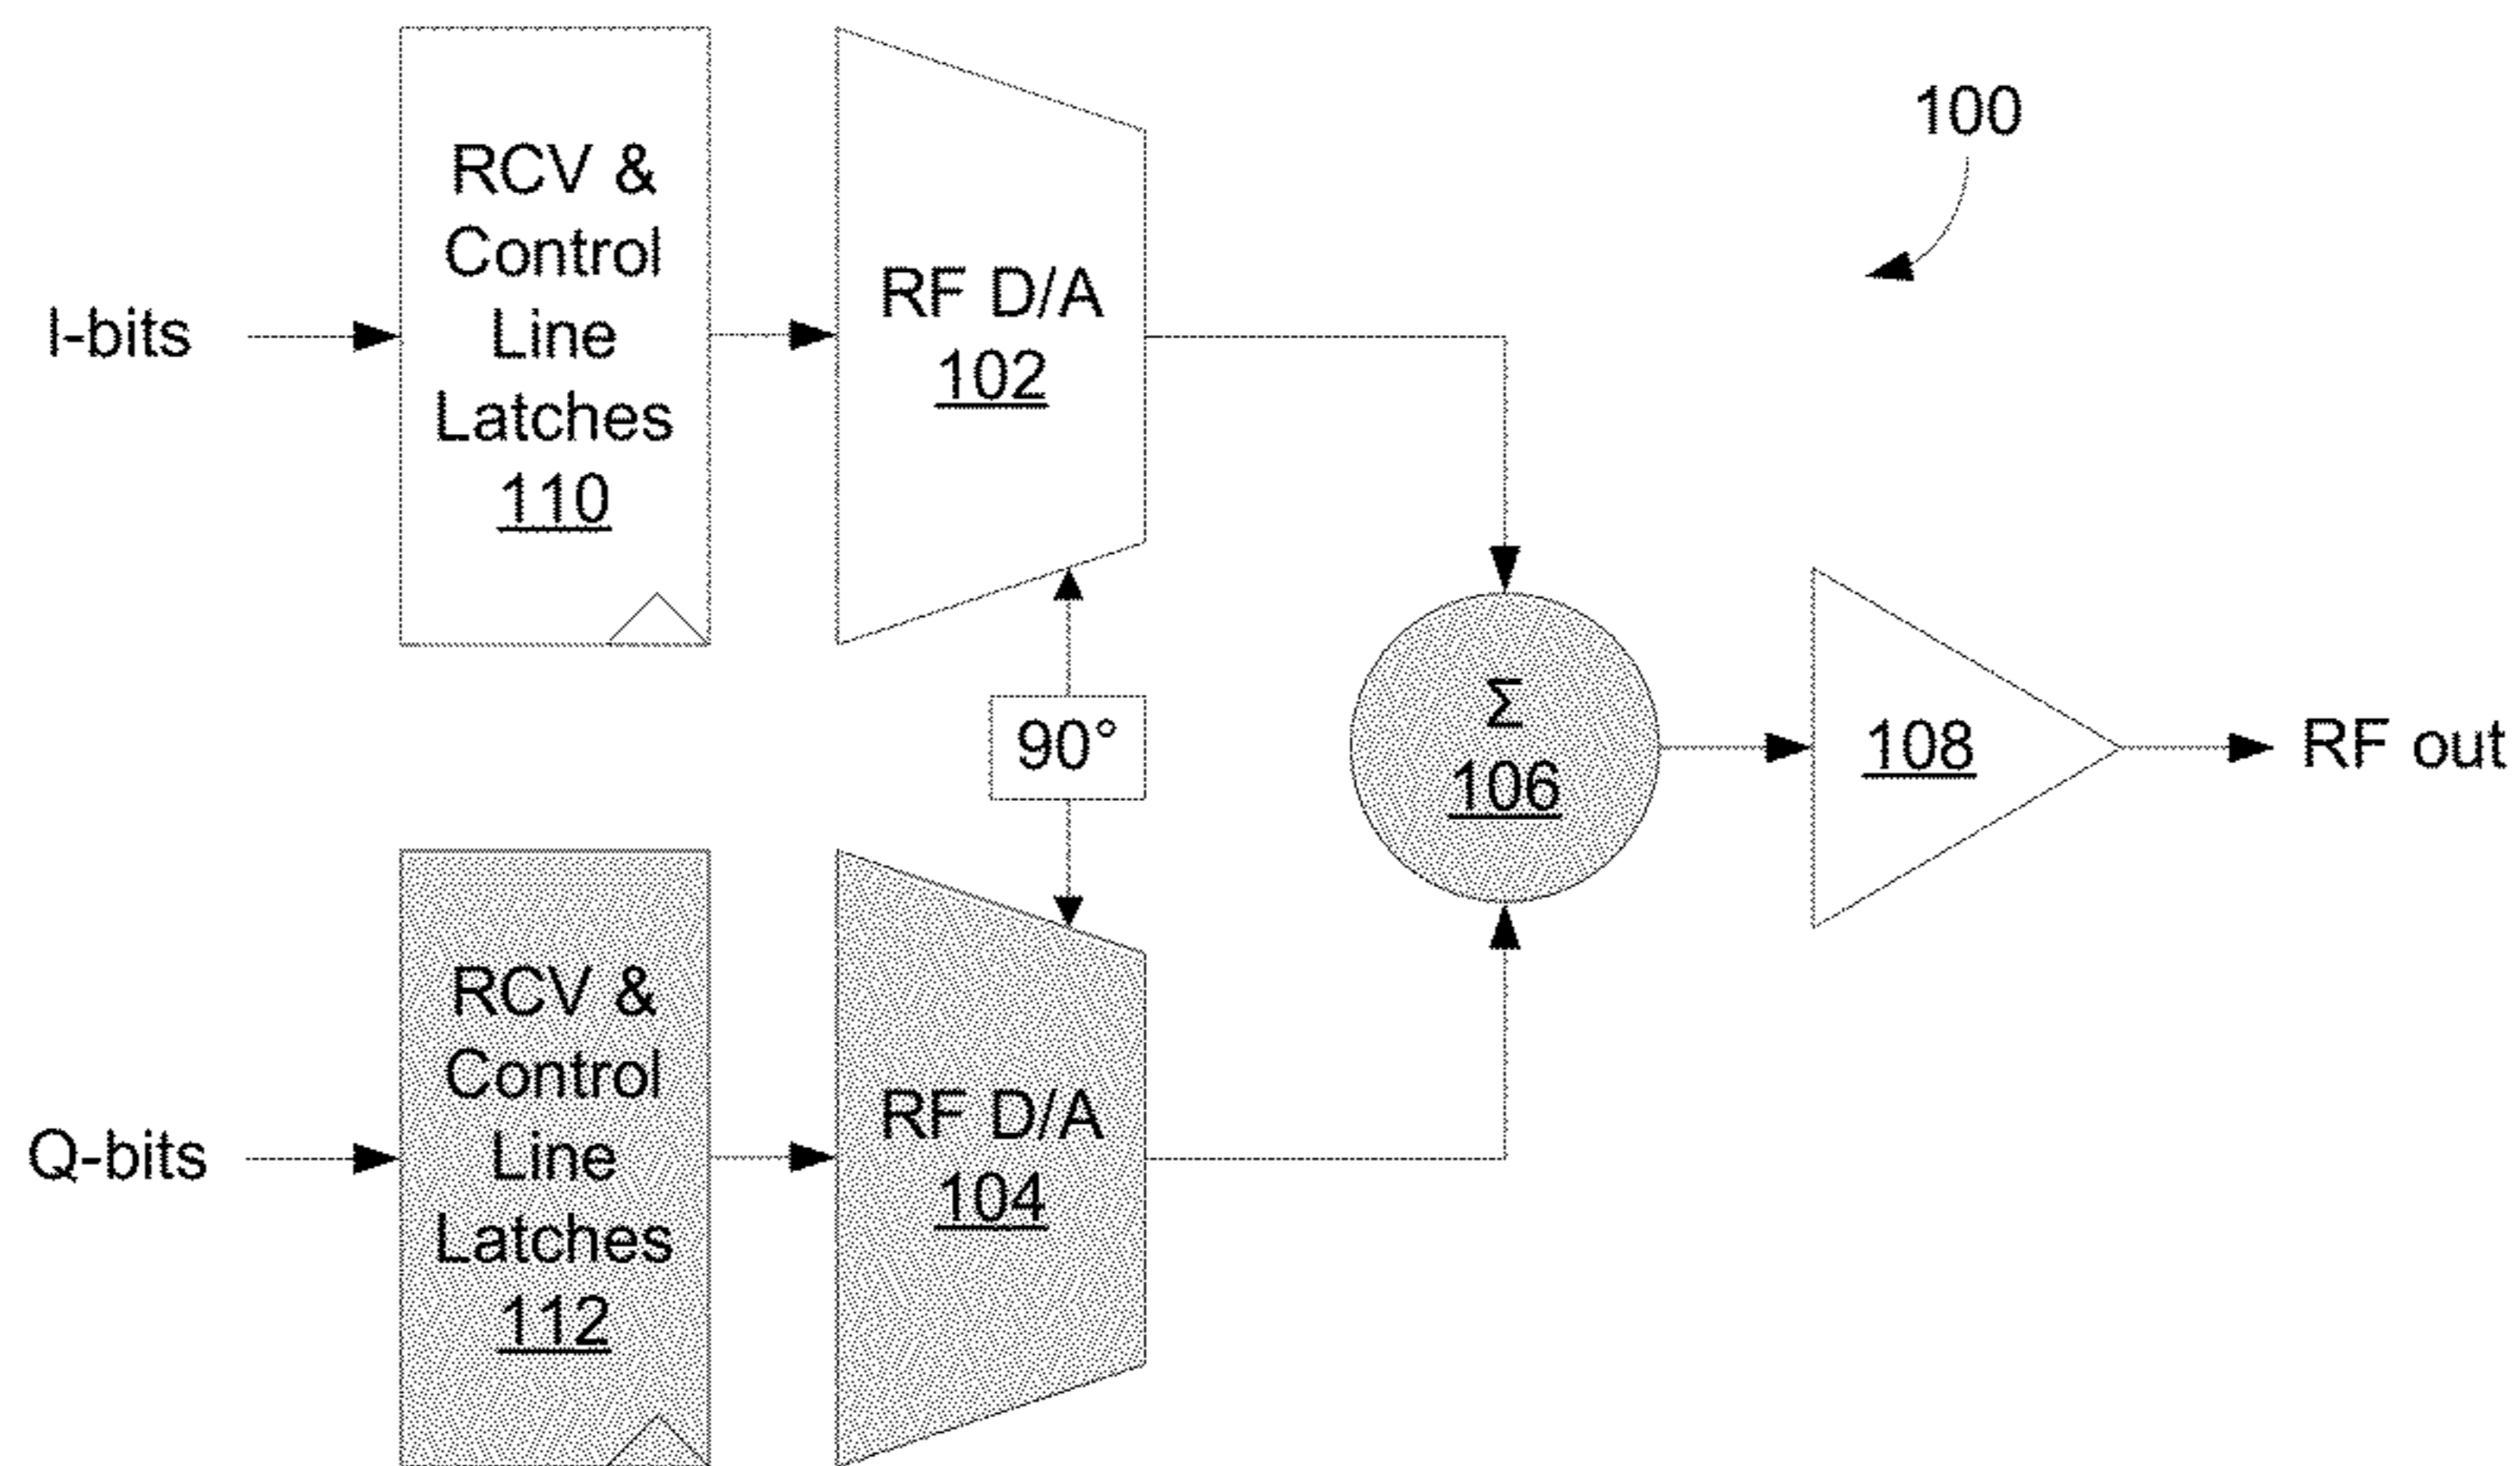 100
I-bits
RCV &
Control
Line
Latches
110
RF D/A
102
90°
Σ
106
108
RF out
Q-bits
RCV &
Control
Line
Latches
112
RF D/A
104